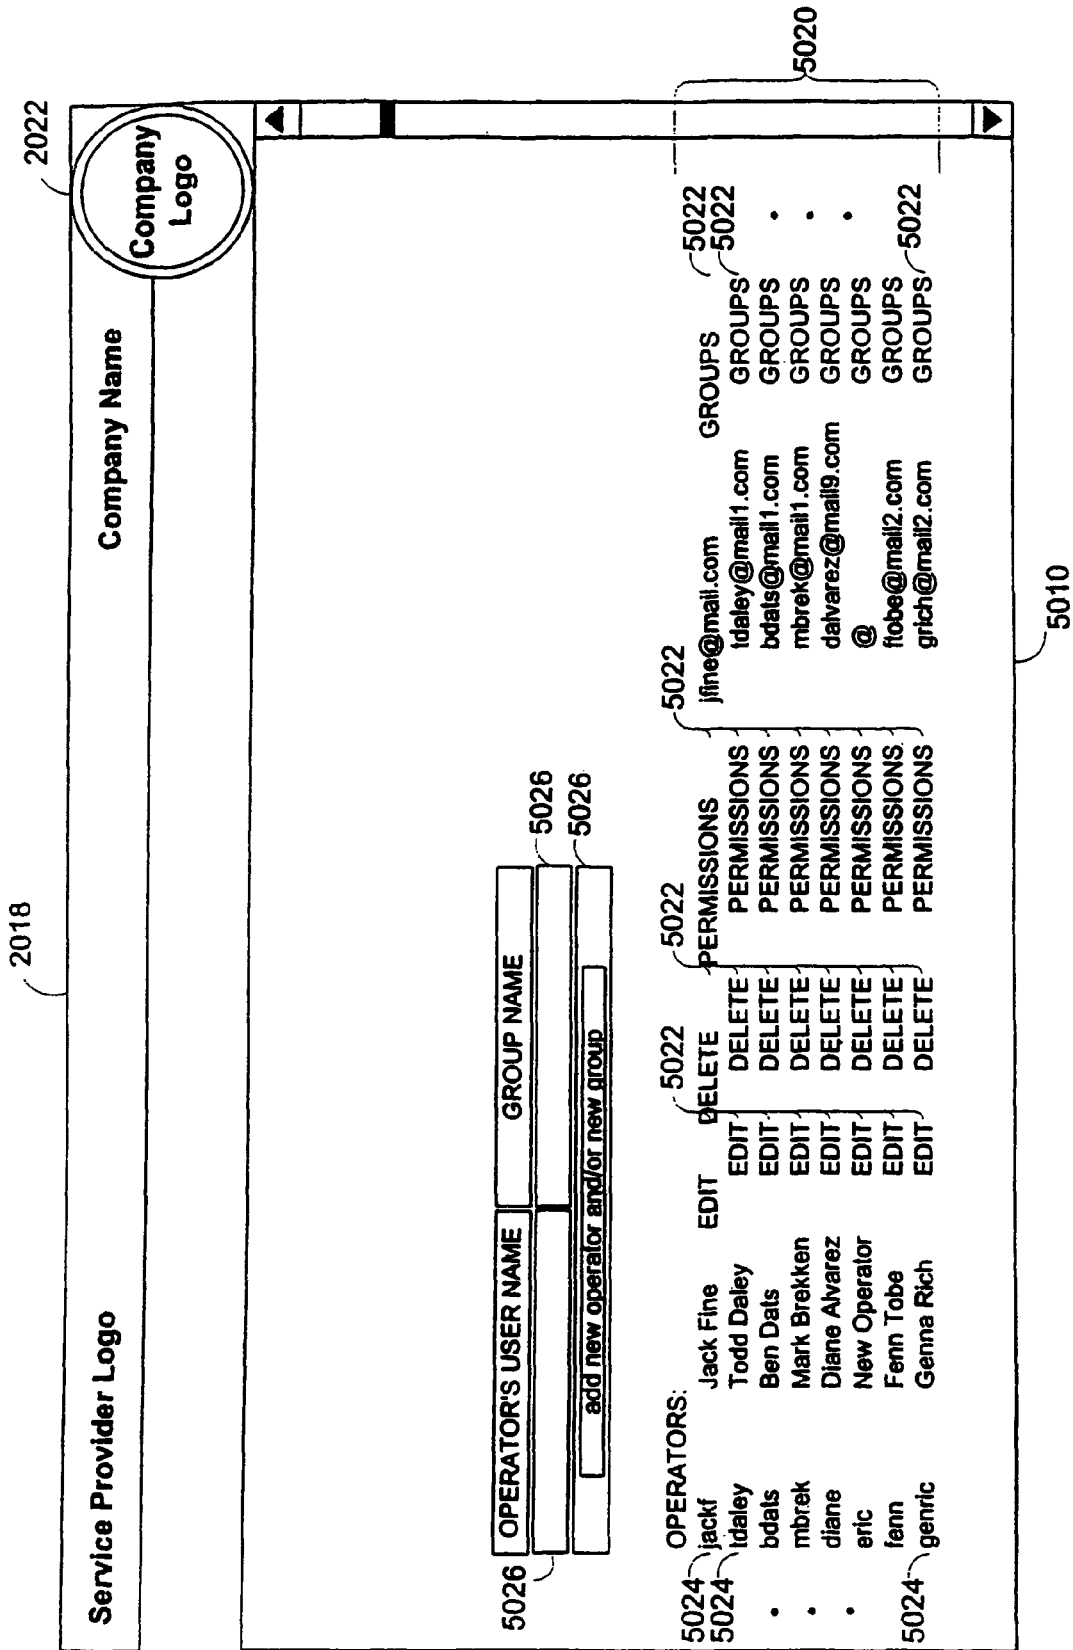 2018
2022
Service Provider Logo
Company Name
Company
Logo
OPERATOR'S USER NAME
GROUP NAME
5026
5026
add new operator and/or new group
5026
OPERATORS:
5022
5022
5022
5022
5020
5024 jackf Jack Fine EDIT DELETE PERMISSIONS jfine@mail.com GROUPS
5024 tdaley Todd Daley EDIT DELETE PERMISSIONS tdaley@mail1.com GROUPS 5022
• bdats Ben Dats EDIT DELETE PERMISSIONS bdats@mail1.com GROUPS •
• mbrek Mark Brekken EDIT DELETE PERMISSIONS mbrek@mail1.com GROUPS •
• diane Diane Alvarez EDIT DELETE PERMISSIONS dalvarez@mail9.com GROUPS •
eric New Operator EDIT DELETE PERMISSIONS @ GROUPS
fenn Fenn Tobe EDIT DELETE PERMISSIONS ftobe@mail2.com GROUPS
5024 genric Genna Rich EDIT DELETE PERMISSIONS grich@mail2.com GROUPS 5022
5010